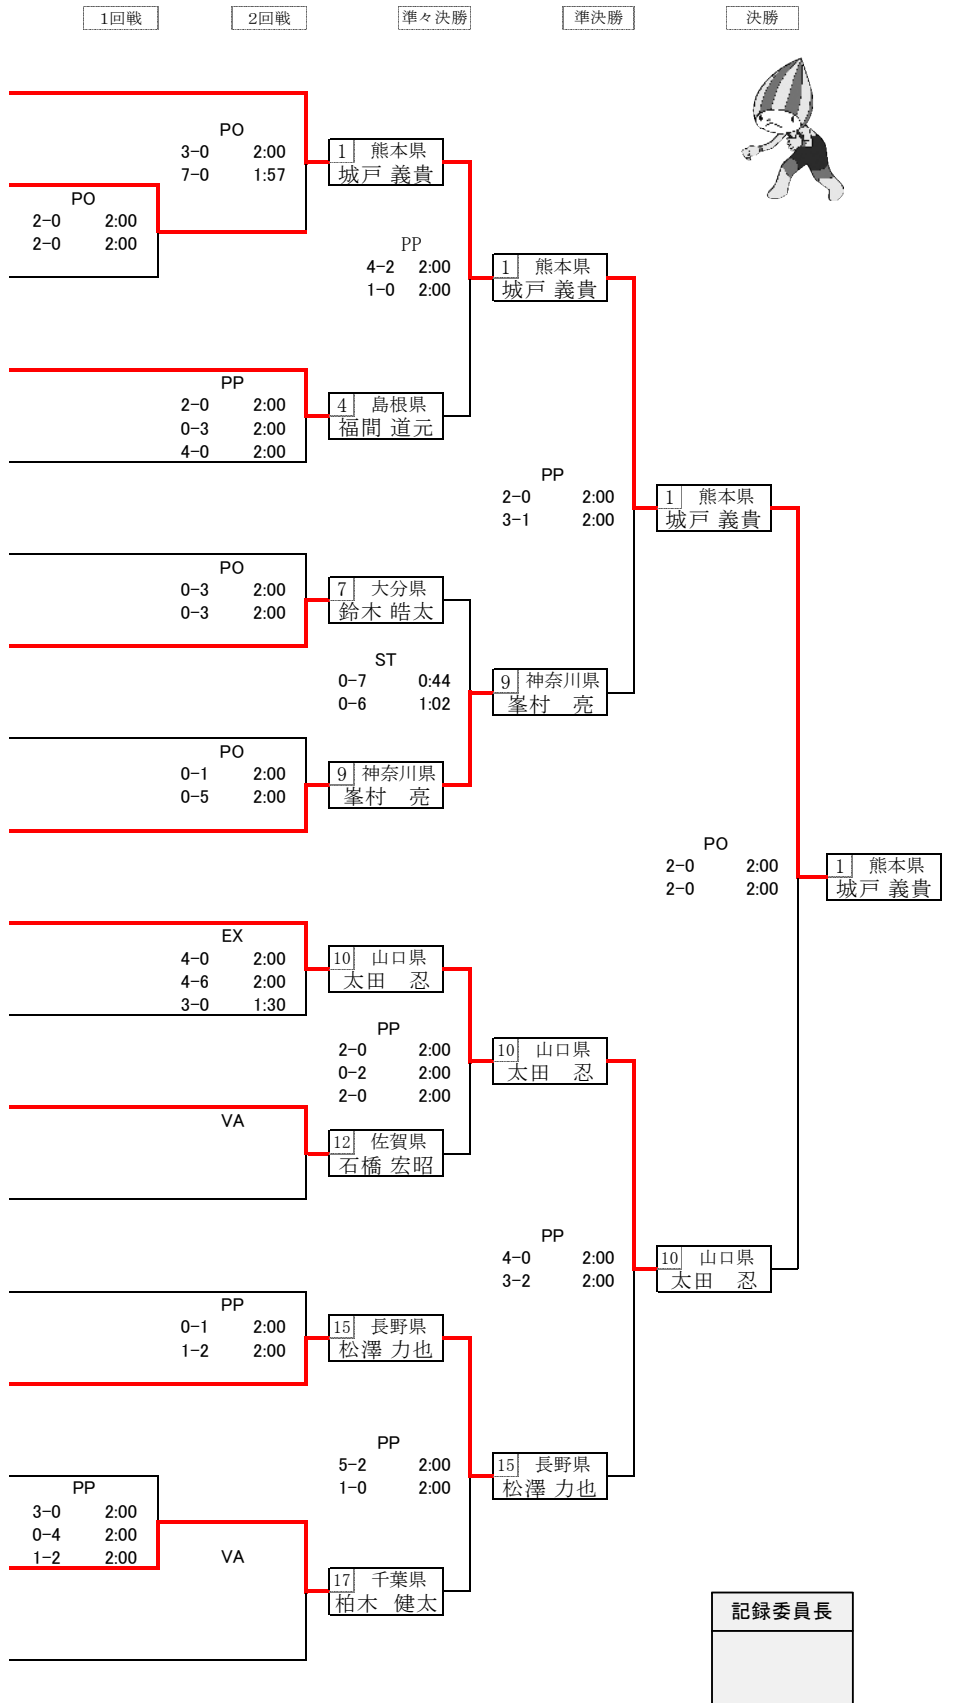 1回戦 2回戦 準々決勝 準決勝 決勝
PO
3-0 2:00
7-0 1:57
1 熊本県
城戸 義貴
PO
2-0 2:00
2-0 2:00
PP
4-2 2:00
1-0 2:00
1 熊本県
城戸 義貴
PP
2-0 2:00
0-3 2:00
4-0 2:00
4 島根県
福間 道元
PP
2-0 2:00
3-1 2:00
1 熊本県
城戸 義貴
PO
0-3 2:00
0-3 2:00
7 大分県
鈴木 皓太
ST
0-7 0:44
0-6 1:02
9 神奈川県
峯村 亮
PO
0-1 2:00
0-5 2:00
9 神奈川県
峯村 亮
PO
2-0 2:00
2-0 2:00
1 熊本県
城戸 義貴
EX
4-0 2:00
4-6 2:00
3-0 1:30
10 山口県
太田 忍
PP
2-0 2:00
0-2 2:00
2-0 2:00
10 山口県
太田 忍
VA
12 佐賀県
石橋 宏昭
PP
4-0 2:00
3-2 2:00
10 山口県
太田 忍
PP
0-1 2:00
1-2 2:00
15 長野県
松澤 力也
PP
5-2 2:00
1-0 2:00
15 長野県
松澤 力也
PP
3-0 2:00
0-4 2:00
1-2 2:00
VA
17 千葉県
柏木 健太
記録委員長